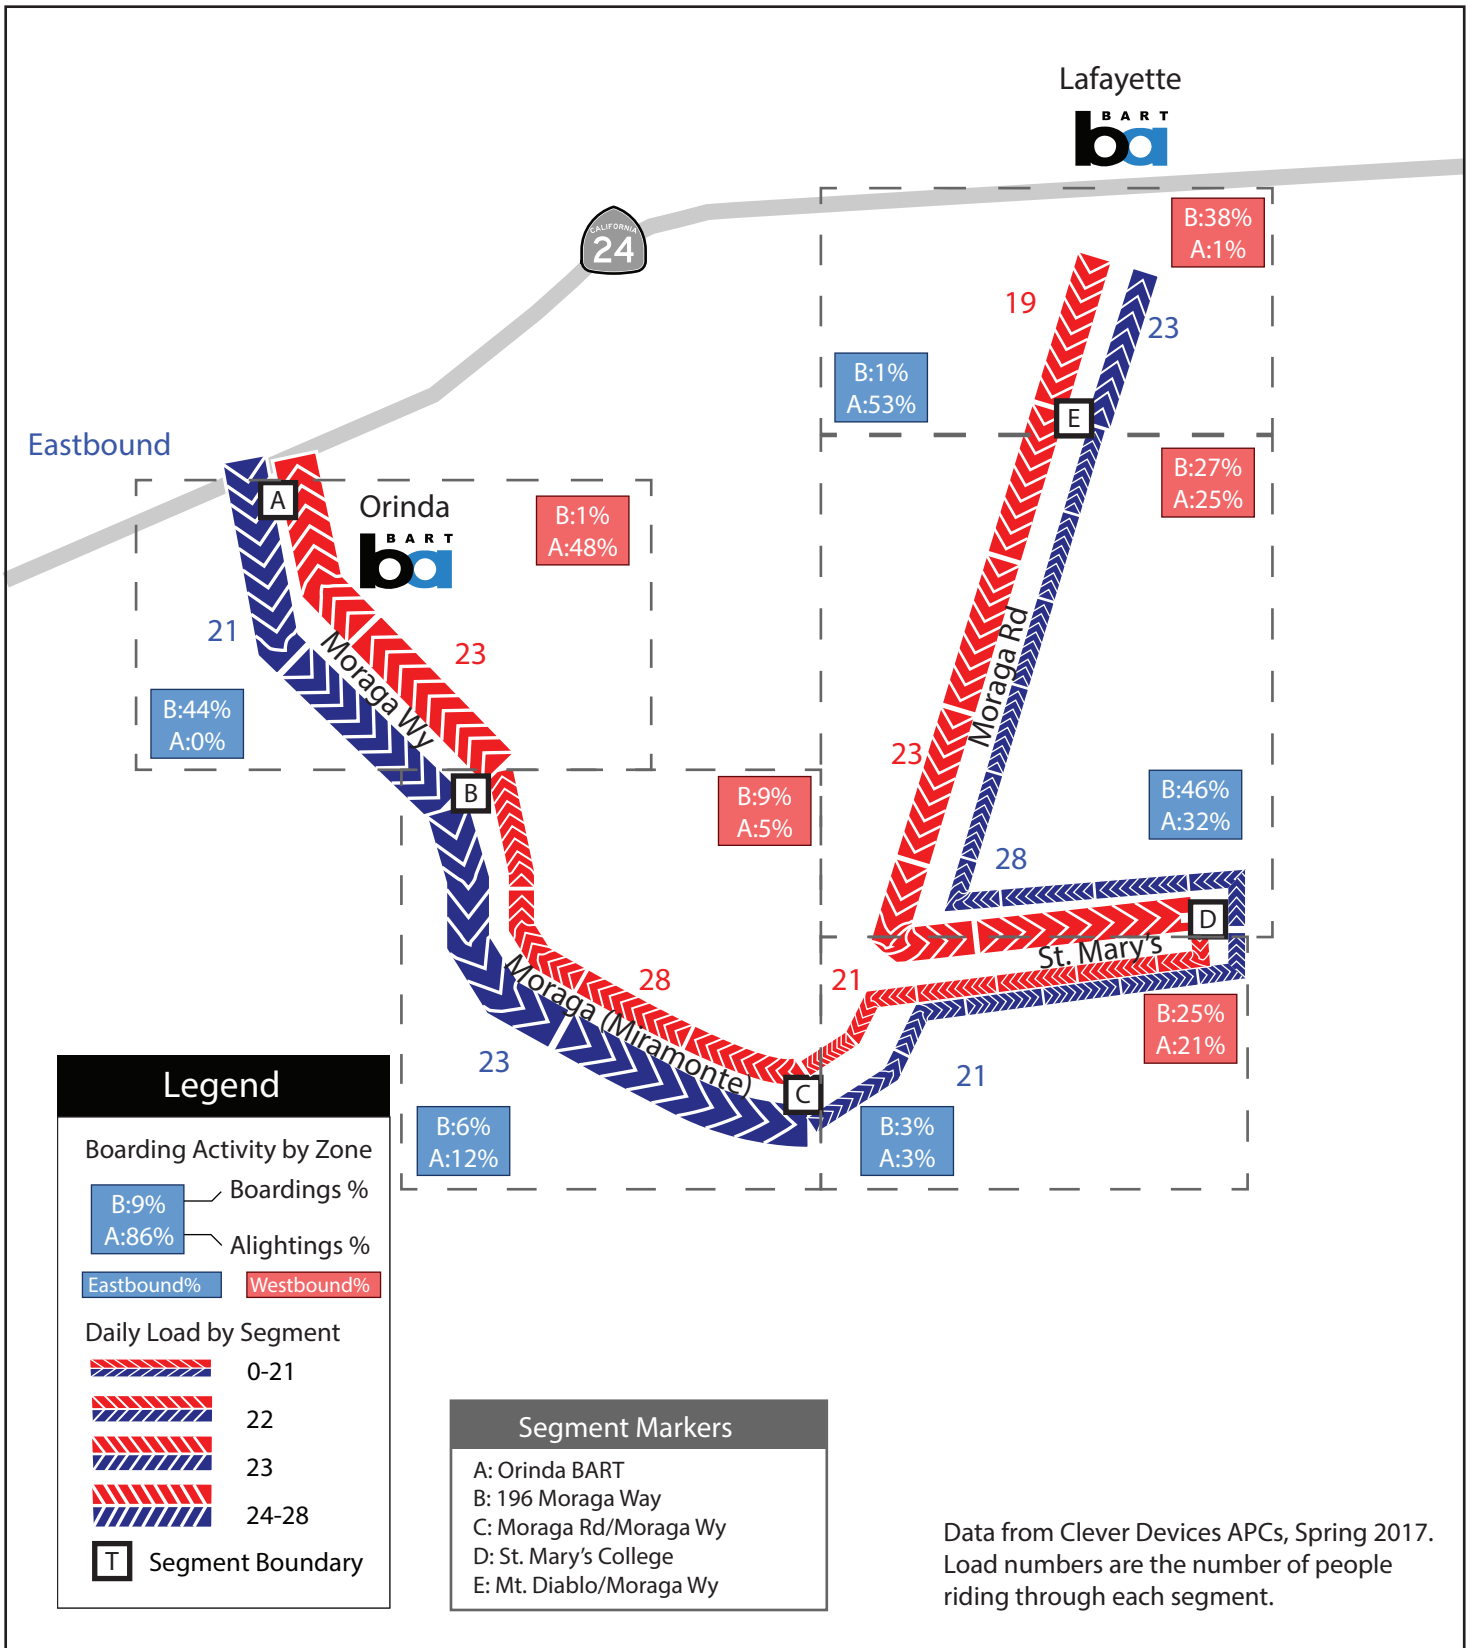 Lafayette
BART
ba
B:38%
A:1%
CALIFORNIA
24
19
23
B:1%
A:53%
E
Eastbound
B:27%
A:25%
A
Orinda
BART
ba
B:1%
A:48%
21
Moraga Wy
23
Moraga Rd
B:44%
A:0%
23
B
B:9%
A:5%
B:46%
A:32%
28
D
St. Mary's
Moraga (Miramonte)
28
21
B:25%
A:21%
23
21
C
B:6%
A:12%
B:3%
A:3%
Legend
Boarding Activity by Zone
B:9%
A:86%
Boardings %
Alightings %
Eastbound%
Westbound%
Daily Load by Segment
0-21
22
23
24-28
T
Segment Boundary
Segment Markers
A: Orinda BART
B: 196 Moraga Way
C: Moraga Rd/Moraga Wy
D: St. Mary's College
E: Mt. Diablo/Moraga Wy
Data from Clever Devices APCs, Spring 2017.
Load numbers are the number of people
riding through each segment.